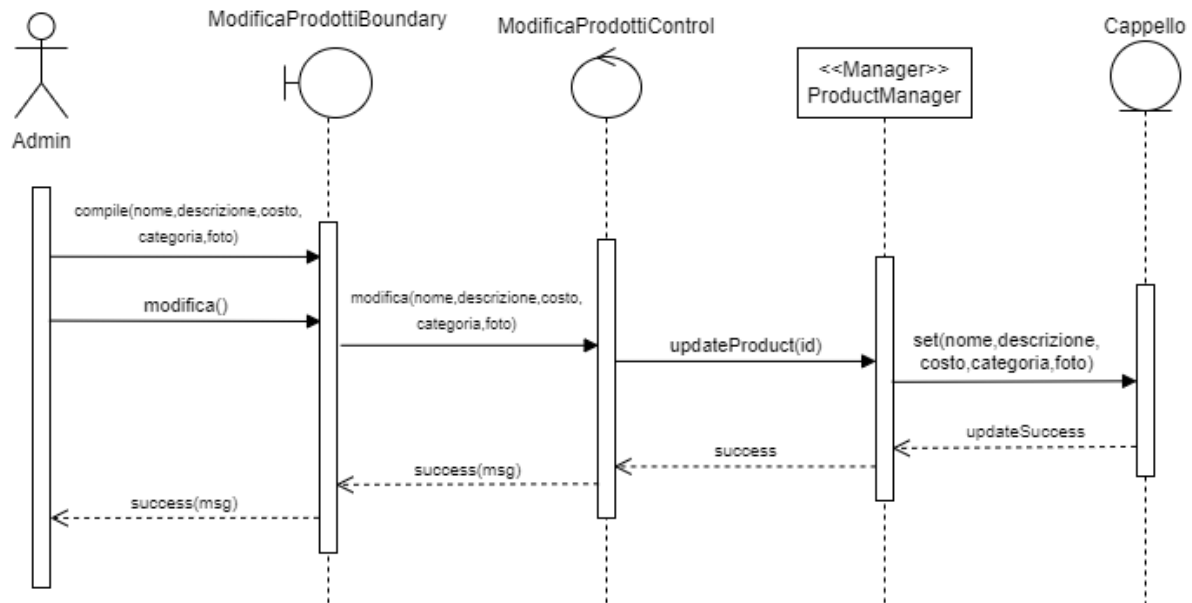 ModificaProdottiBoundary
ModificaProdottiControl
Cappello
<<Manager>>
ProductManager
Admin
compile(nome,descrizione,costo,
categoria,foto)
modifica()
modifica(nome,descrizione,costo,
categoria,foto)
updateProduct(id)
set(nome,descrizione,
costo,categoria,foto)
updateSuccess
success
success(msg)
success(msg)